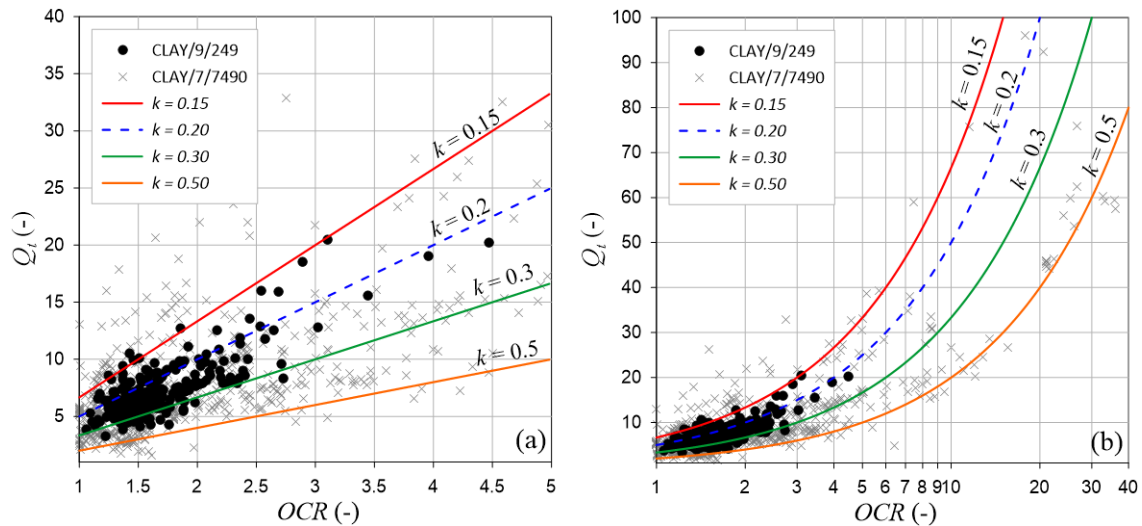 40
35
30
25
20
15
10
5
Qt (-)
CLAY/9/249
CLAY/7/7490
k = 0.15
k = 0.20
k = 0.30
k = 0.50
k = 0.15
k = 0.2
k = 0.3
k = 0.5
(a)
1 1.5 2 2.5 3 3.5 4 4.5 5
OCR (-)
100
90
80
70
60
50
40
30
20
10
Qt (-)
CLAY/9/249
CLAY/7/7490
k = 0.15
k = 0.20
k = 0.30
k = 0.50
k = 0.15
k = 0.2
k = 0.3
k = 0.5
(b)
1 2 3 4 5 6 7 8 9 10 20 30 40
OCR (-)